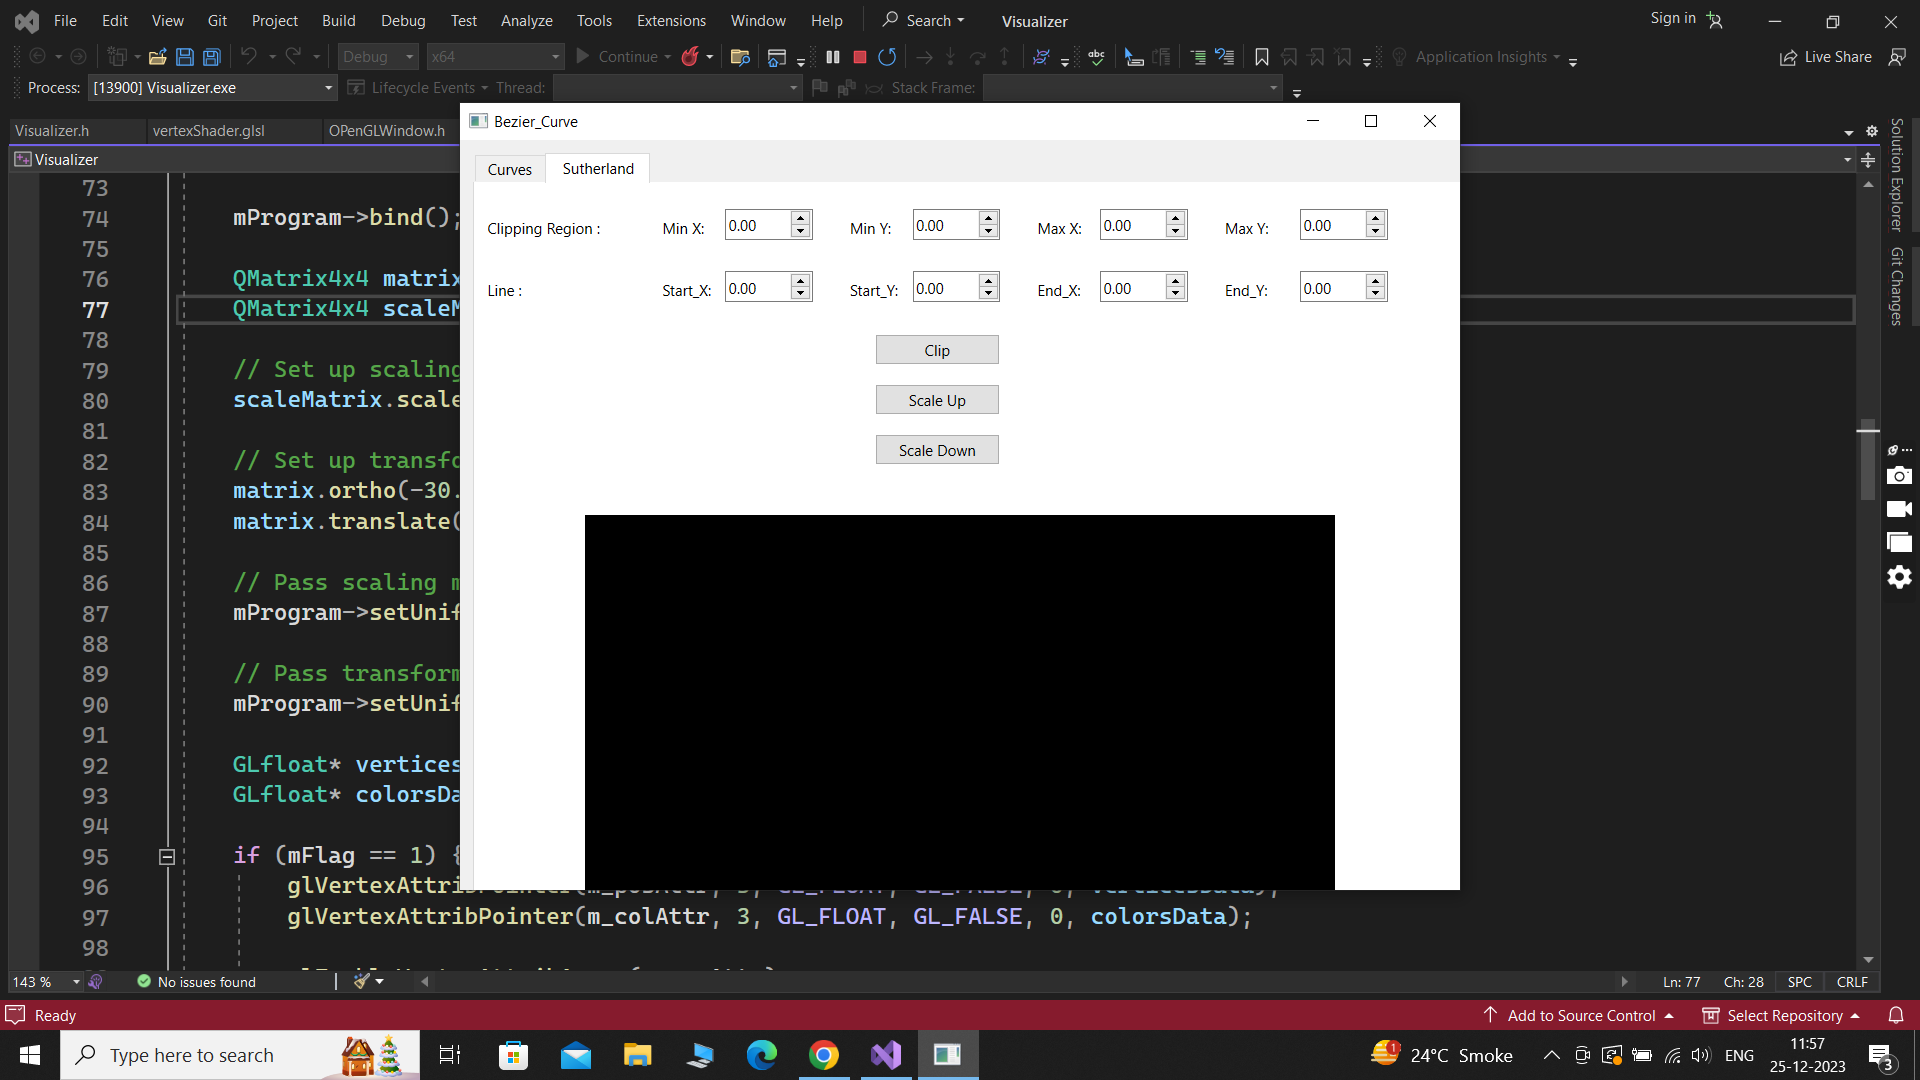 File Edit View Git Project Build Debug Test Analyze Tools Extensions Window Help Search Visualizer Sign in
Debug x64 Continue abc Application Insights Live Share
Process: [13900] Visualizer.exe Lifecycle Events Thread: Stack Frame:
Visualizer.h vertexShader.glsl OPenGLWindow.h
Visualizer
Bezier_Curve
Curves Sutherland
Clipping Region : Min X: 0.00 Min Y: 0.00 Max X: 0.00 Max Y: 0.00
Line : Start_X: 0.00 Start_Y: 0.00 End_X: 0.00 End_Y: 0.00
Clip
Scale Up
Scale Down
73
74 mProgram->bind();
75
76 QMatrix4x4 matrix
77 QMatrix4x4 scaleM
78
79 // Set up scaling
80 scaleMatrix.scale
81
82 // Set up transfo
83 matrix.ortho(-30.
84 matrix.translate(
85
86 // Pass scaling m
87 mProgram->setUnif
88
89 // Pass transform
90 mProgram->setUnif
91
92 GLfloat* vertices
93 GLfloat* colorsDa
94
95 if (mFlag == 1) {
96 glVertexAttribPointer(m_posAttr, 3, GL_FLOAT, GL_FALSE, 0, verticesData);
97 glVertexAttribPointer(m_colAttr, 3, GL_FLOAT, GL_FALSE, 0, colorsData);
98
Solution Explorer
Git Changes
143 % No issues found Ln: 77 Ch: 28 SPC CRLF
Ready Add to Source Control Select Repository
Type here to search 1 24°C Smoke ENG 11:57
25-12-2023 3